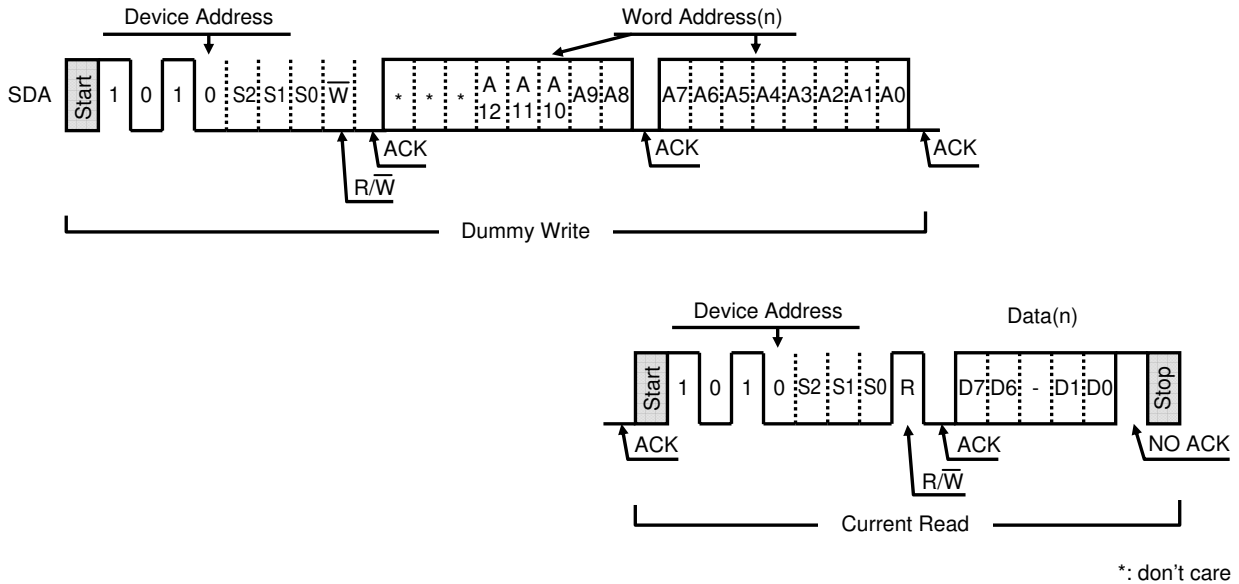 Device Address Word Address(n)
SDA Start 1 0 1 0 S2 S1 S0 W * * * A 12 A 11 A 10 A9 A8 A7 A6 A5 A4 A3 A2 A1 A0
ACK ACK ACK
R/W
Dummy Write
Device Address Data(n)
Start 1 0 1 0 S2 S1 S0 R D7 D6 - D1 D0 Stop
ACK ACK NO ACK
R/W
Current Read
*: don't care